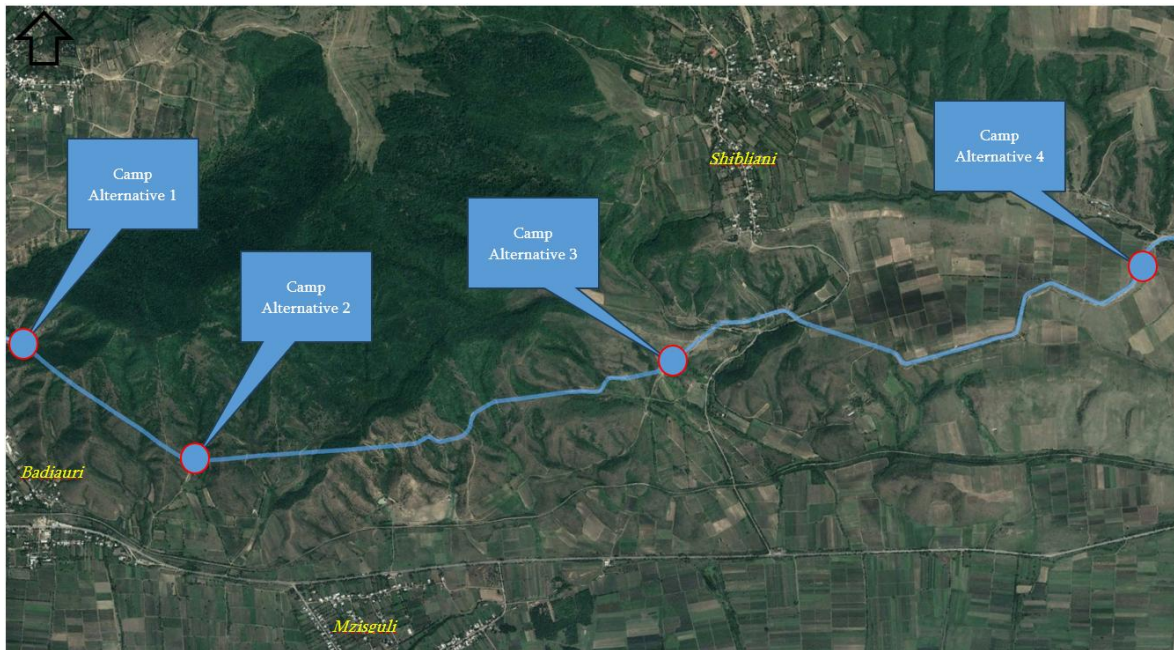 Camp
Alternative 1
Camp
Alternative 2
Camp
Alternative 3
Camp
Alternative 4
Shibliani
Badiauri
Mzisguli